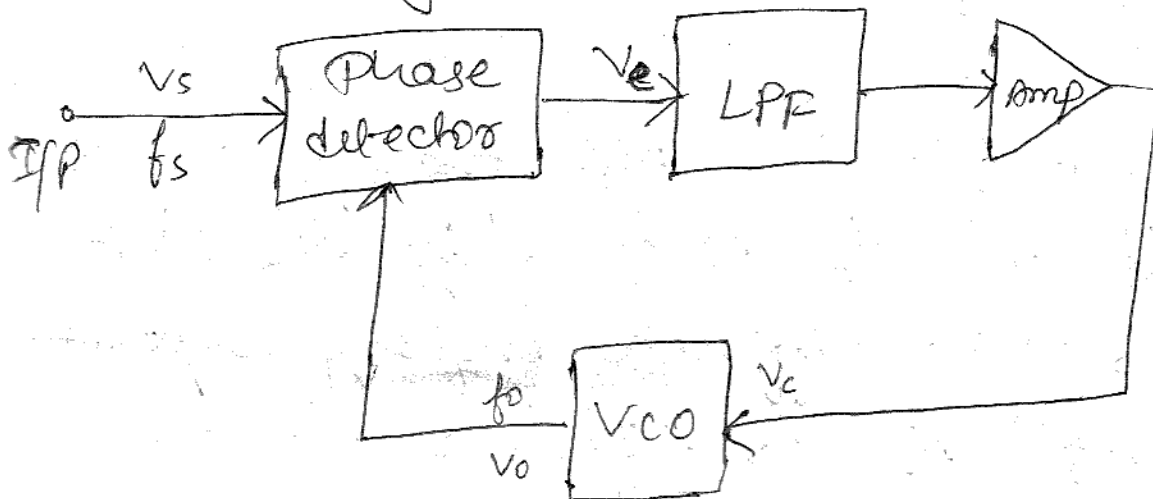 Vs
I/P
fs
Phase
detector
Ve
LPF
Amp
Vc
VCO
fo
Vo